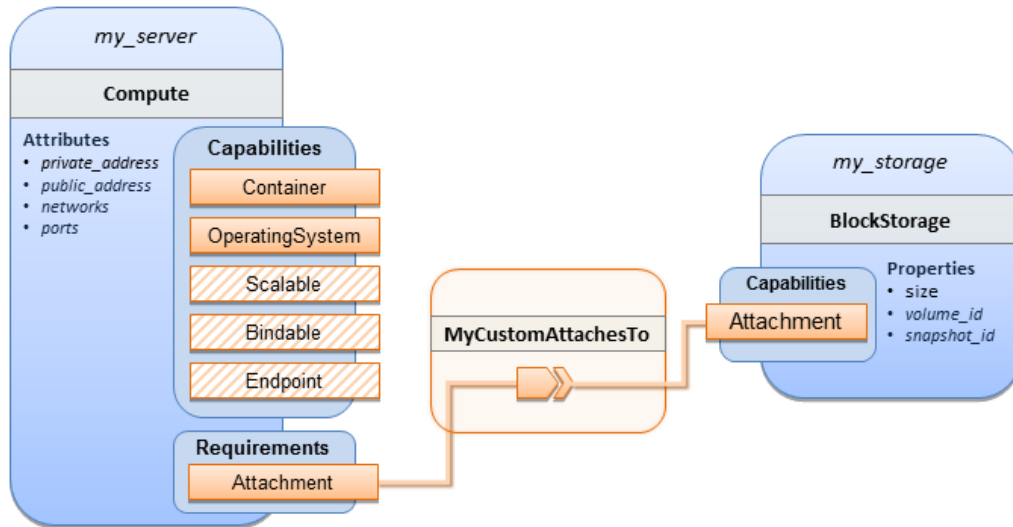 my_server
Compute
Attributes
• private_address
• public_address
• networks
• ports
Capabilities
Container
OperatingSystem
Scalable
Bindable
Endpoint
Requirements
Attachment
MyCustomAttachesTo
my_storage
BlockStorage
Capabilities
Attachment
Properties
• size
• volume_id
• snapshot_id